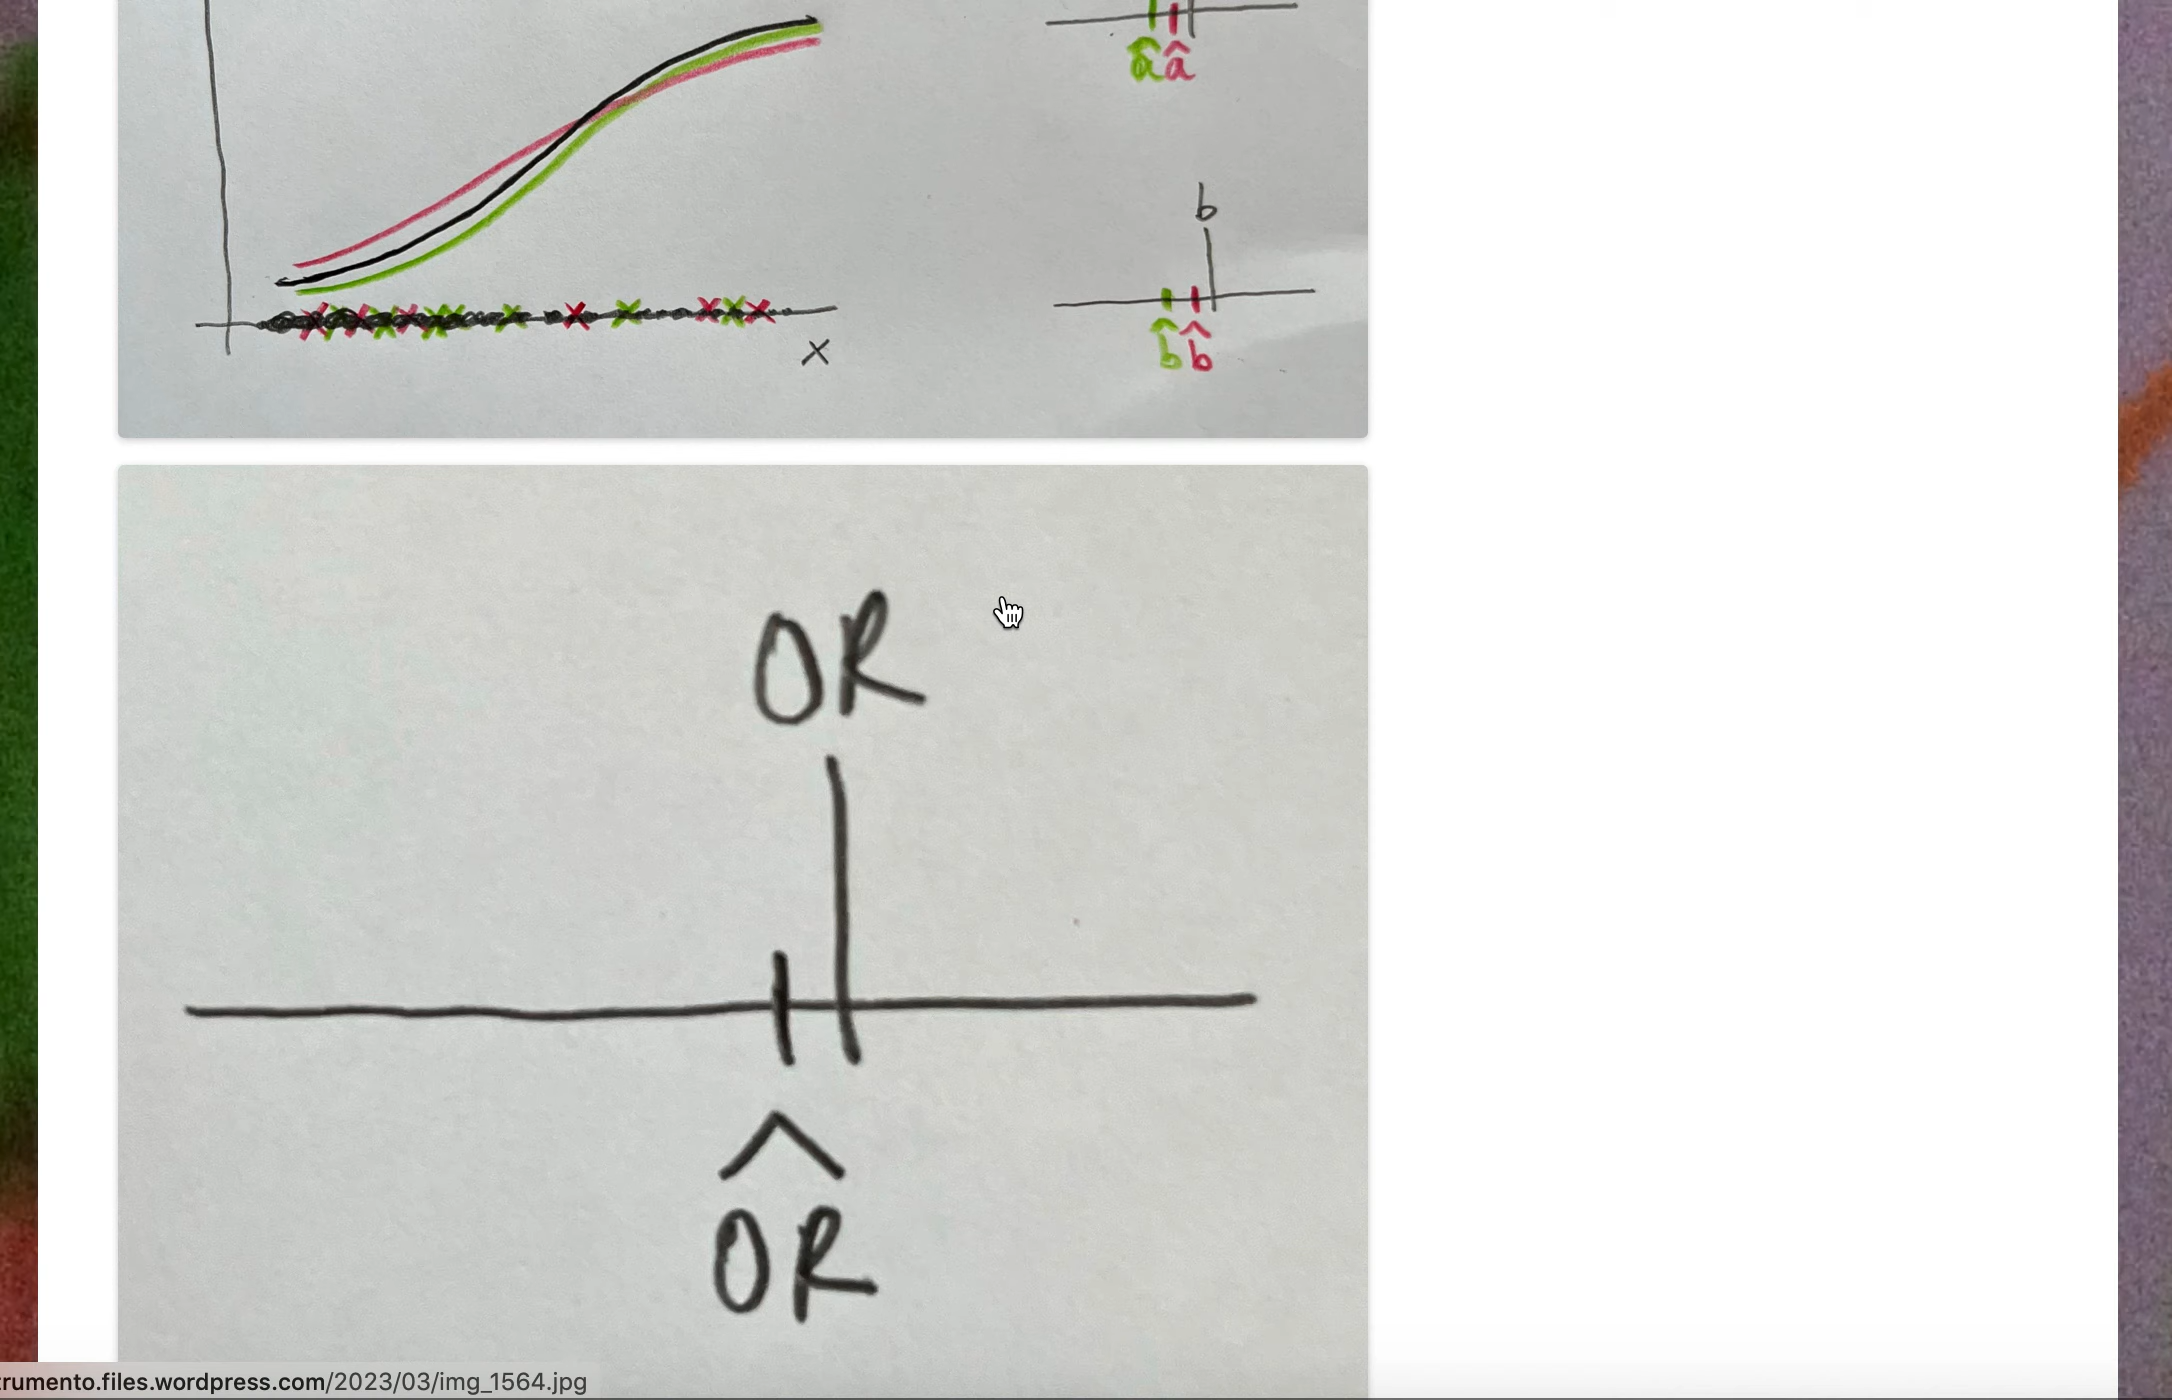 â â
b
b̂ b̂
x
OR
^
OR
rumento.files.wordpress.com/2023/03/img_1564.jpg